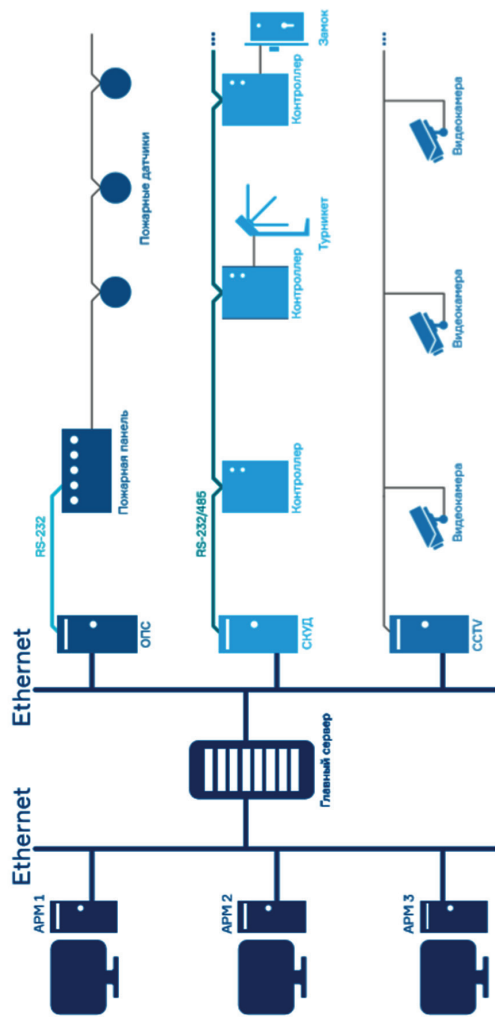 АРМ 1
АРМ 2
АРМ 3
Ethernet
Главный сервер
Ethernet
ОПС
СКУД
CCTV
RS-232
Пожарная панель
Пожарные датчики
RS-232/485
Контроллер
Контроллер
Турникет
Контроллер
Замок
...
Видеокамера
Видеокамера
Видеокамера
...